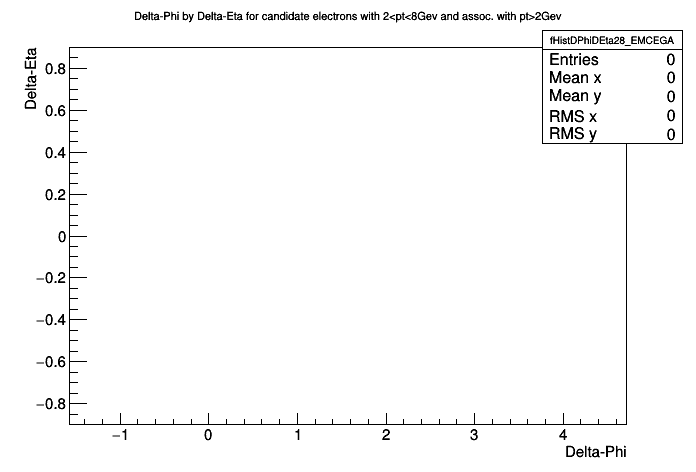 Delta-Phi by Delta-Eta for candidate electrons with 2<pt<8Gev and assoc. with pt>2Gev
fHistDPhiDEta28_EMCEGA
Entries 0
Mean x 0
Mean y 0
RMS x 0
RMS y 0
Delta-Eta
0.8
0.6
0.4
0.2
0
−0.2
−0.4
−0.6
−0.8
−1 0 1 2 3 4
Delta-Phi